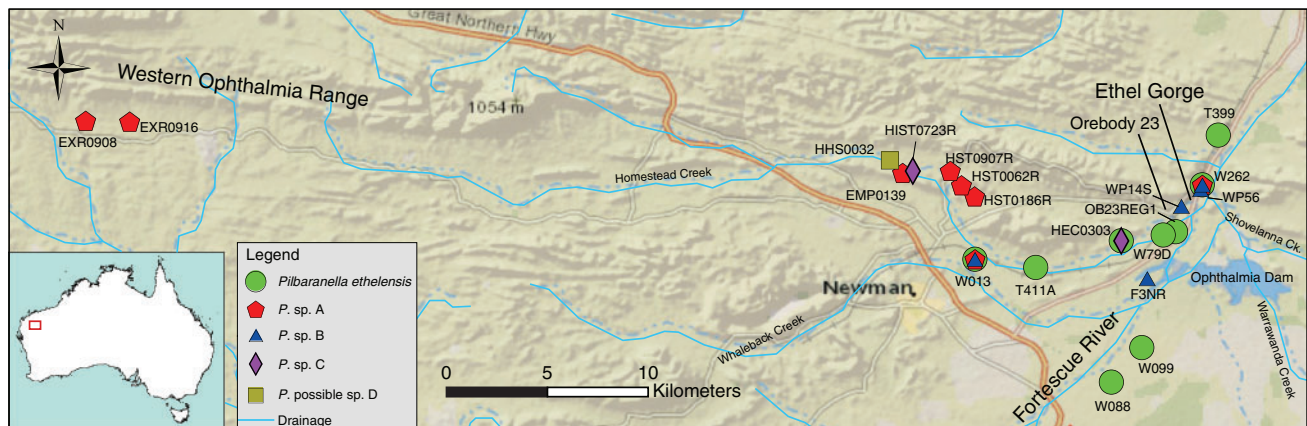 N
Great Northern Hwy
Western Ophthalmia Range
1054 m
EXR0908
EXR0916
Homestead Creek
HHS0032
HIST0723R
EMP0139
HST0907R
HST0062R
HST0186R
Ethel Gorge
Orebody 23
T399
W262
WP14S
WP56
OB23REG1
HEC0303
W79D
Shovelanna Ck.
W013
T411A
Ophthalmia Dam
F3NR
Newman
Whaleback Creek
Fortescue River
Warrawanda Creek
W099
W088
Legend
Pilbaranella ethelensis
P. sp. A
P. sp. B
P. sp. C
P. possible sp. D
Drainage
0 5 10
Kilometers